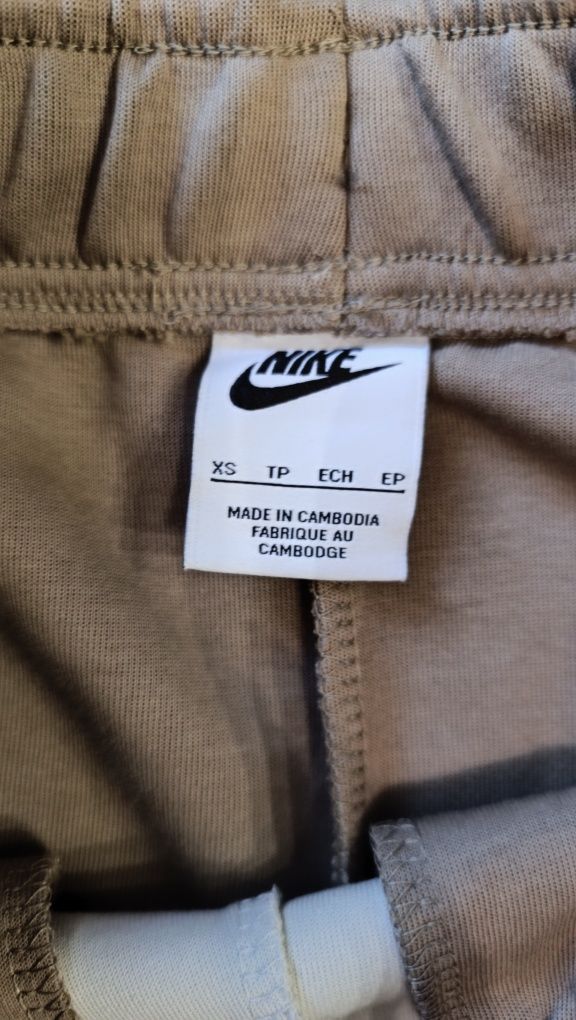 NIKE
XS TP ECH EP
MADE IN CAMBODIA
FABRIQUE AU
CAMBODGE